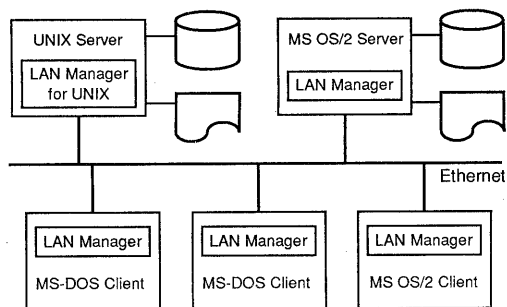 UNIX Server
LAN Manager
for UNIX
MS OS/2 Server
LAN Manager
Ethernet
LAN Manager
MS-DOS Client
LAN Manager
MS-DOS Client
LAN Manager
MS OS/2 Client